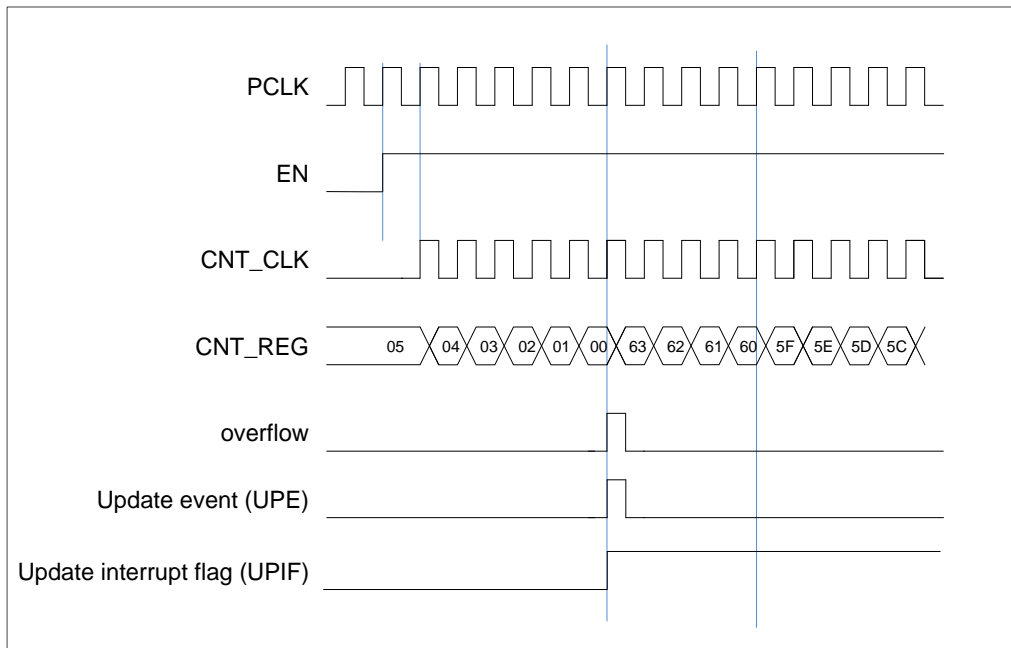 PCLK
EN
CNT_CLK
CNT_REG 05 04 03 02 01 00 63 62 61 60 5F 5E 5D 5C
overflow
Update event (UPE)
Update interrupt flag (UPIF)